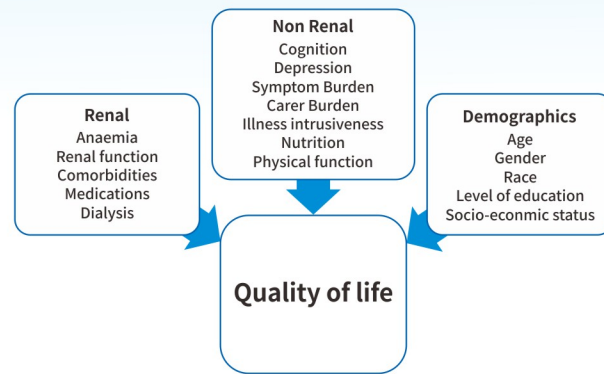 Non Renal
Cognition
Depression
Symptom Burden
Carer Burden
Illness intrusiveness
Nutrition
Physical function
Renal
Anaemia
Renal function
Comorbidities
Medications
Dialysis
Demographics
Age
Gender
Race
Level of education
Socio-econmic status
Quality of life